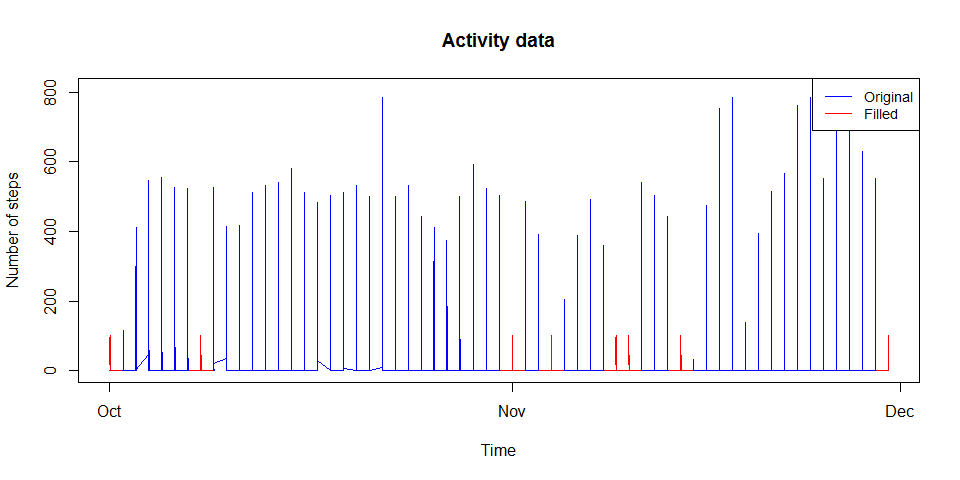 Activity data
Original
Filled
Number of steps
800
600
400
200
0
Oct
Nov
Dec
Time